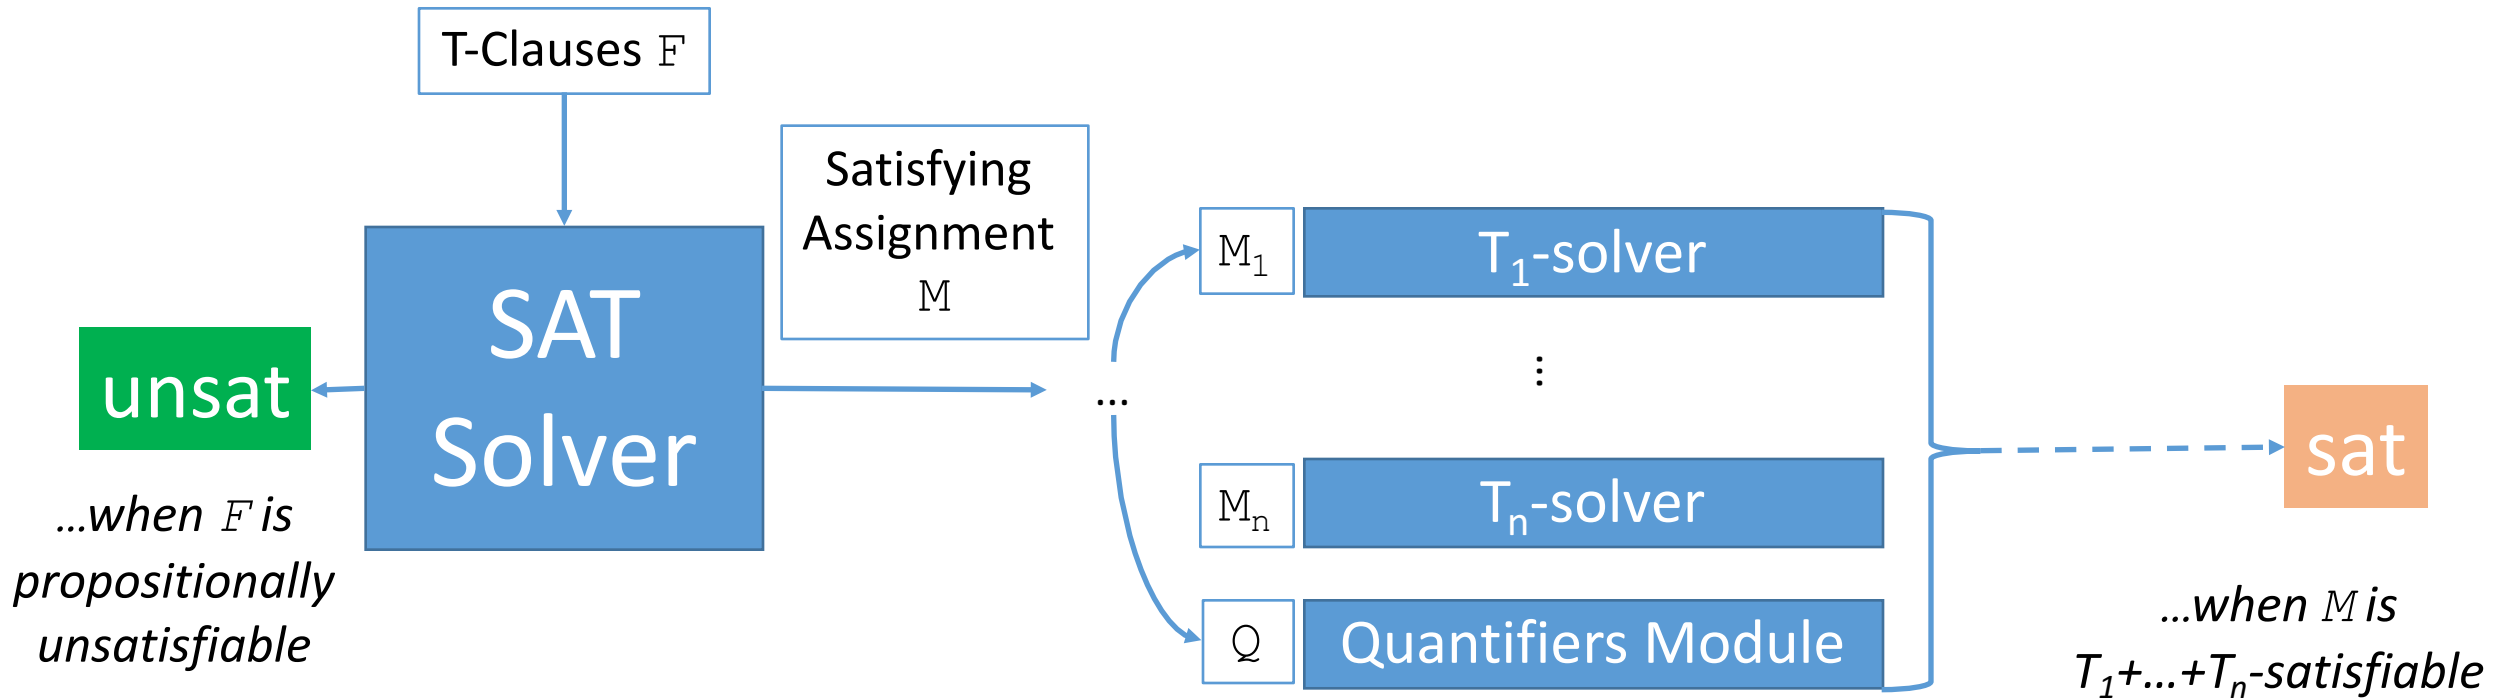 T-Clauses F
Satisfying
Assignment
M
SAT
Solver
unsat
…when F is
propositionally
unsatisfiable
…
M1
T1-solver
⋮
Mn
Tn-solver
Q
Quantifiers Module
sat
…when M is
T1+…+Tn-satisfiable